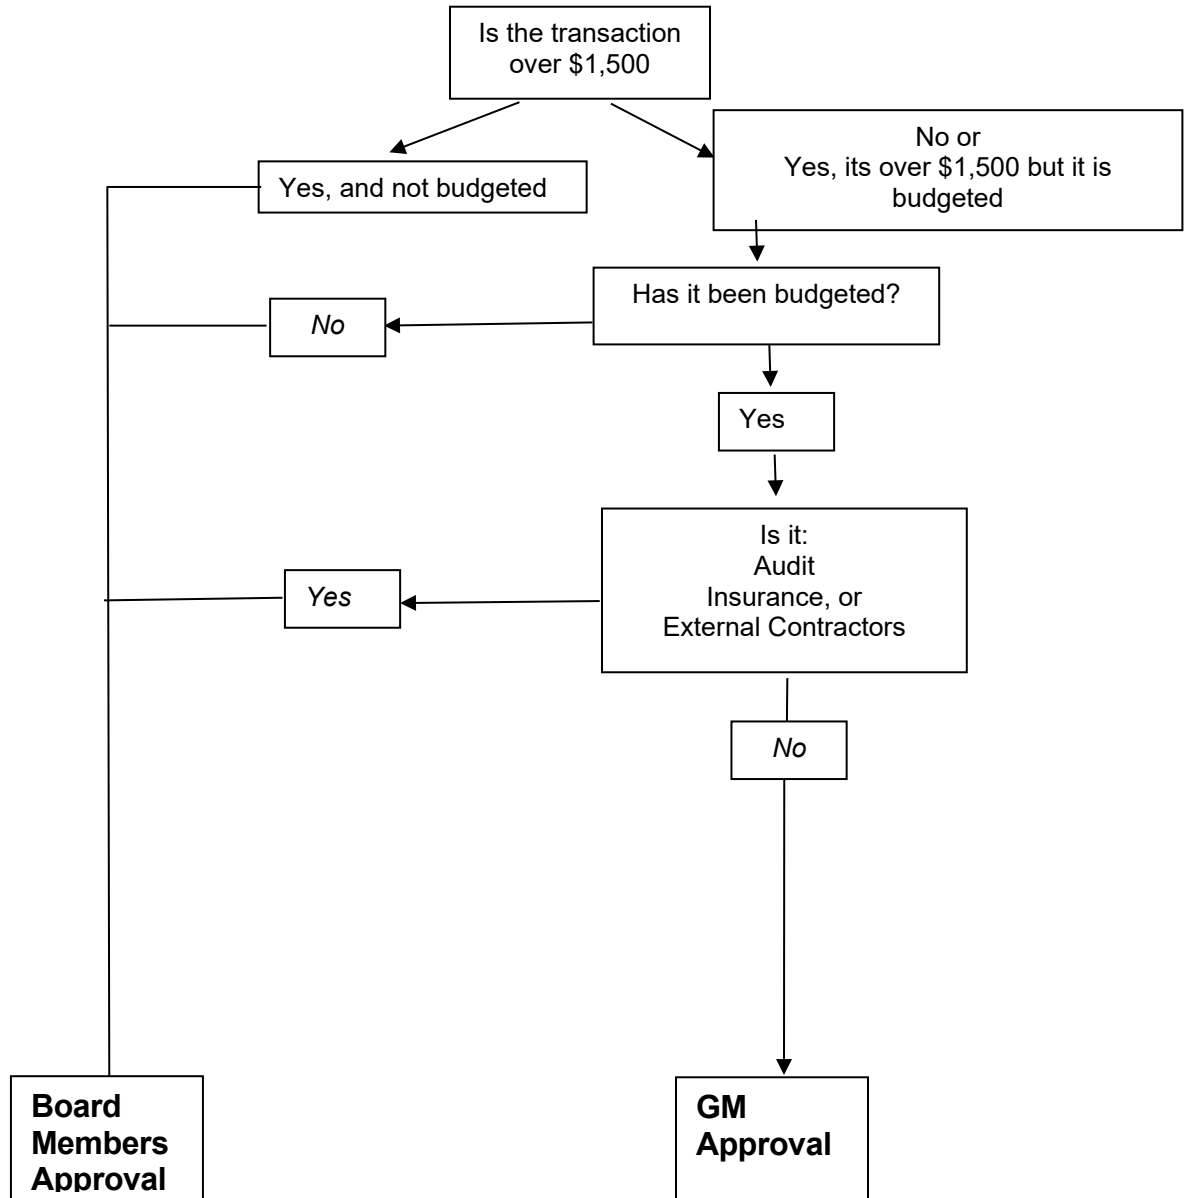 Is the transaction
over $1,500
No or
Yes, its over $1,500 but it is
budgeted
Yes, and not budgeted
Has it been budgeted?
No
Yes
Is it:
Audit
Insurance, or
External Contractors
Yes
No
Board
Members
Approval
GM
Approval